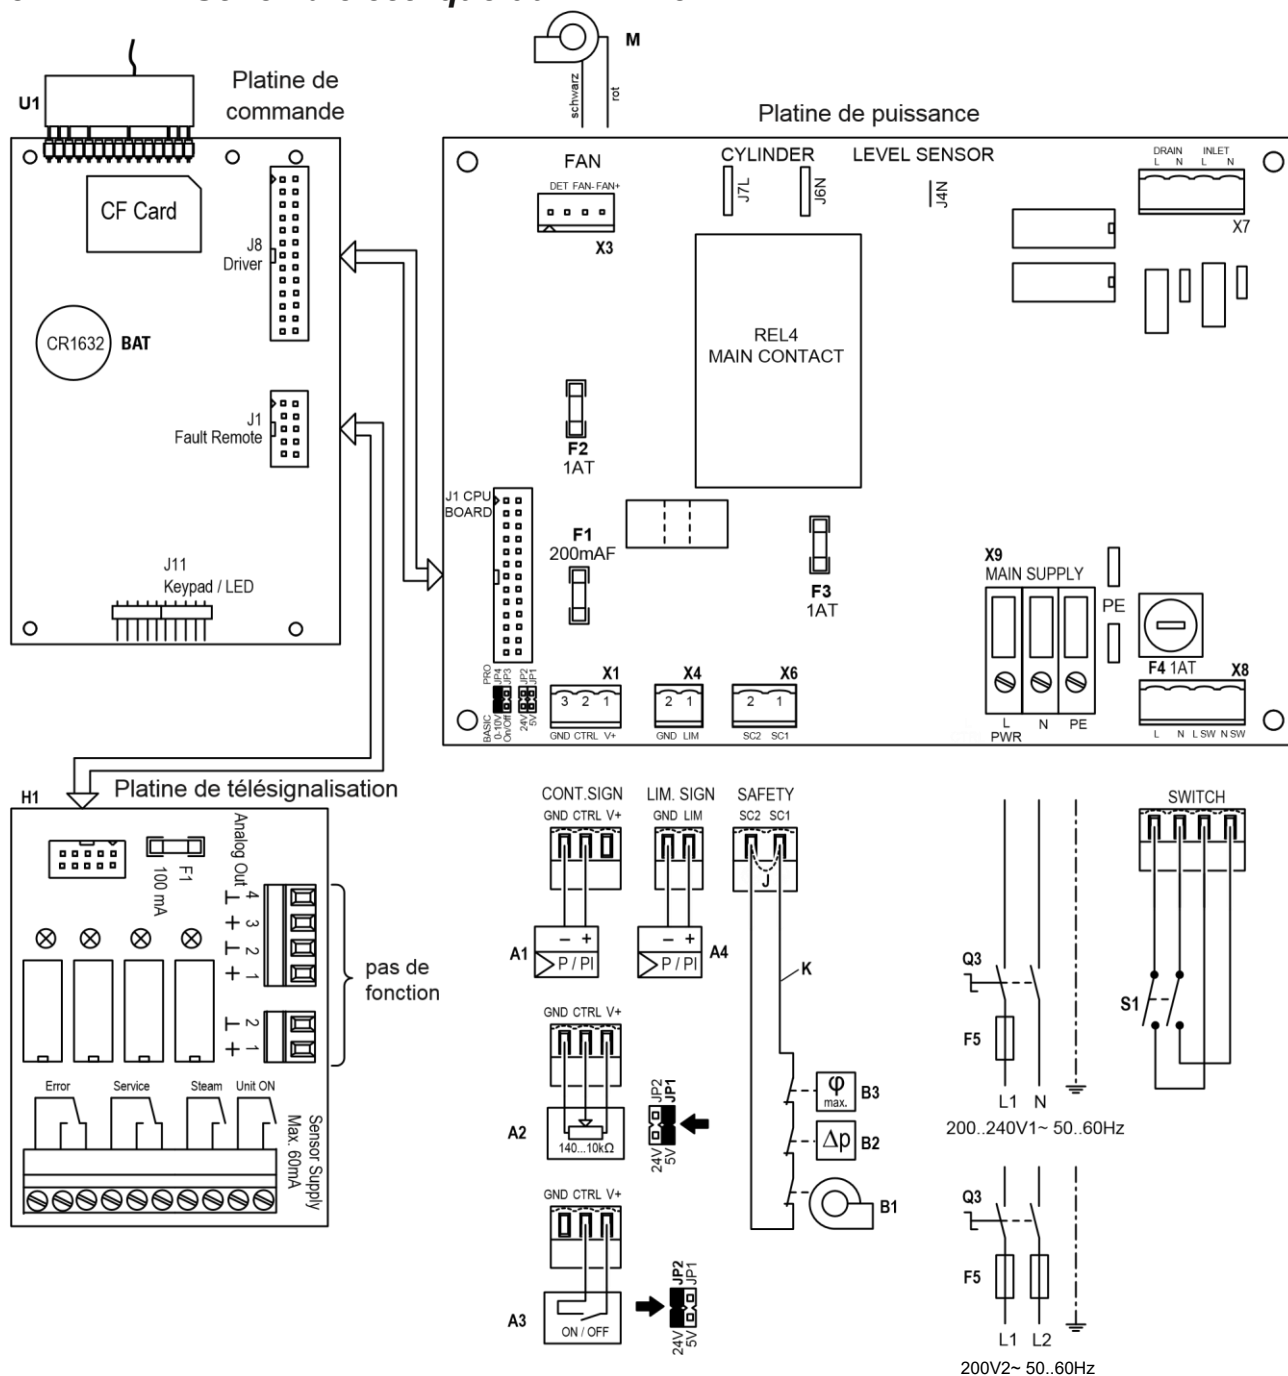 M
schwarz
rot
U1
Platine de
commande
CF Card
J8
Driver
CR1632
BAT
J1
Fault Remote
J11
Keypad / LED
Platine de puissance
FAN
DET FAN- FAN+
X3
CYLINDER
J7L
J6N
LEVEL SENSOR
J4N
DRAIN INLET
L N L N
X7
REL4
MAIN CONTACT
F2
1AT
J1 CPU
BOARD
F1
200mAF
F3
1AT
X9
MAIN SUPPLY
PE
F4 1AT
X8
L N PE
PWR
L N L SW N SW
PRO
JP4
JP3
JP2
JP1
BASIC
0-10V
On/Off
24V
5V
X1
3 2 1
GND CTRL V+
X4
2 1
GND LIM
X6
2 1
SC2 SC1
H1
Platine de télésignalisation
F1
100 mA
Analog Out
⊥ 4
+ 3
⊥ 2
+ 1
⊥ 2
+ 1
pas de
fonction
Error Service Steam Unit ON
Sensor Supply
Max. 60mA
CONT.SIGN
GND CTRL V+
A1
− +
P / PI
LIM. SIGN
GND LIM
− +
P / PI
A4
SAFETY
SC2 SC1
J
K
φ
max.
B3
Δp
B2
B1
GND CTRL V+
A2
140...10kΩ
JP2
JP1
24V
5V
GND CTRL V+
A3
ON / OFF
JP2
JP1
24V
5V
Q3
F5
L1 N
200..240V1~ 50..60Hz
Q3
F5
L1 L2
200V2~ 50..60Hz
SWITCH
S1